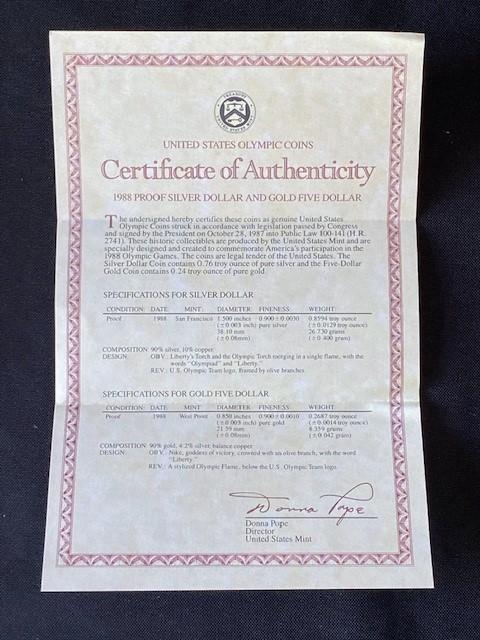 UNITED STATES OLYMPIC COINS
Certificate of Authenticity
1988 PROOF SILVER DOLLAR AND GOLD FIVE DOLLAR
The undersigned hereby certifies these coins as genuine United States
Olympic Coins struck in accordance with legislation passed by Congress
and signed by the President on October 28, 1987 into Public Law 100-141 (H.R.
2741). These historic collectibles are produced by the United States Mint and are
specially designed and created to commemorate America's participation in the
1988 Olympic Games. The coins are legal tender of the United States. The
Silver Dollar Coin contains 0.76 troy ounce of pure silver and the Five-Dollar
Gold Coin contains 0.24 troy ounce of pure gold.
SPECIFICATIONS FOR SILVER DOLLAR
CONDITION: DATE MINT: DIAMETER FINENESS WEIGHT:
Proof 1988 San Francisco 1.500 inches 0.900±0.0030 0.8594 troy ounce
(±0.003 inch) pure silver (±0.0129 troy ounce)
38.10 mm 26.730 grams
(±0.08mm) (±0.400 gram)
COMPOSITION: 90% silver, 10% copper
DESIGN: OBV.: Liberty's Torch and the Olympic Torch merging in a single flame, with the
words "Olympiad" and "Liberty."
REV.: U.S. Olympic Team logo, framed by olive branches.
SPECIFICATIONS FOR GOLD FIVE DOLLAR
CONDITION: DATE MINT DIAMETER FINENESS WEIGHT:
Proof 1988 West Point 0.850 inches 0.900±0.0010 0.2687 troy ounce
(±0.003 inch) pure gold (±0.0014 troy ounce)
21.59 mm 8.359 grams
(±0.08mm) (±0.042 gram)
COMPOSITION: 90% gold, 4.2% silver, balance copper
DESIGN: OBV.: Nike, goddess of victory, crowned with an olive branch, with the word
"Liberty."
REV.: A stylized Olympic Flame, below the U.S. Olympic Team logo.
Donna Pope
Donna Pope
Director
United States Mint